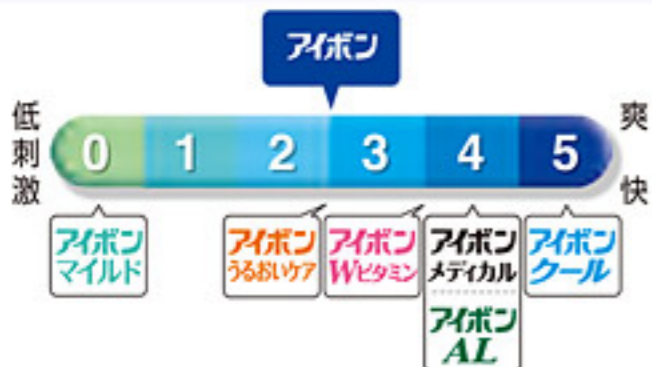 アイボン
低刺激
0 1 2 3 4 5
爽快
アイボン
マイルド
アイボン
うるおいケア
アイボン
Wビタミン
アイボン
メディカル
アイボン
AL
アイボン
クール